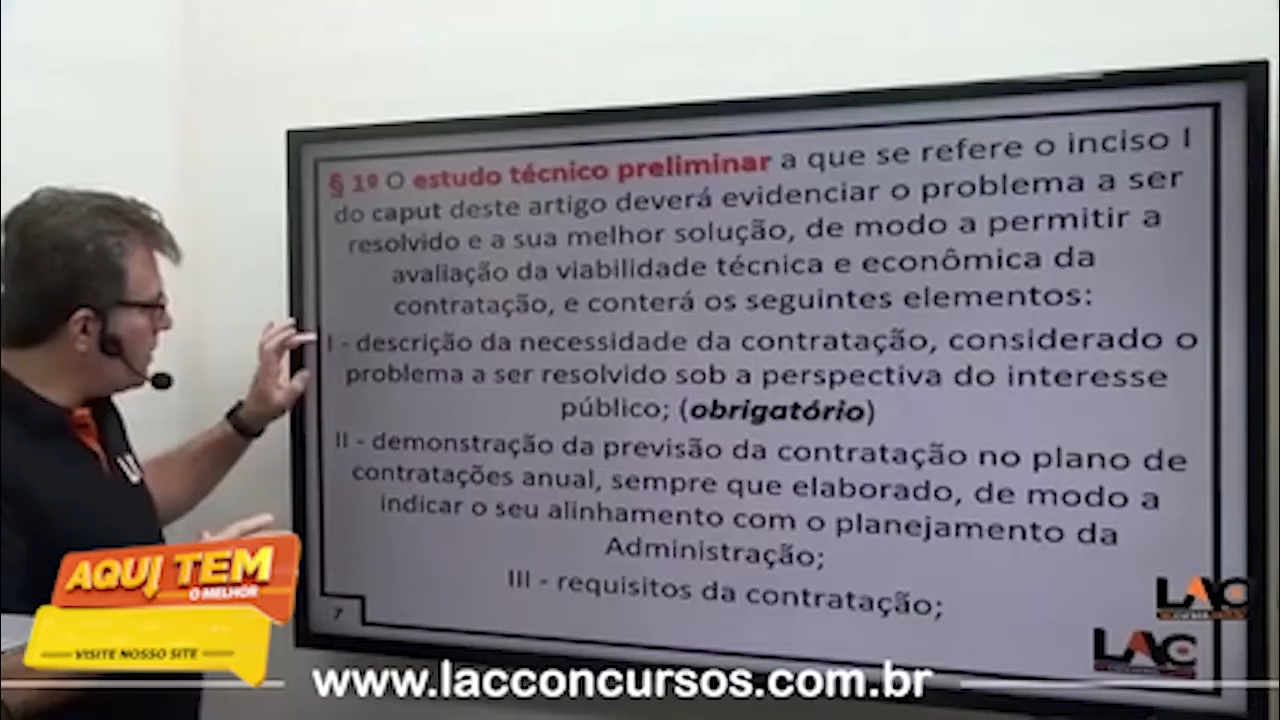 § 1º O estudo técnico preliminar a que se refere o inciso I
do caput deste artigo deverá evidenciar o problema a ser
resolvido e a sua melhor solução, de modo a permitir a
avaliação da viabilidade técnica e econômica da
contratação, e conterá os seguintes elementos:
I - descrição da necessidade da contratação, considerado o
problema a ser resolvido sob a perspectiva do interesse
público; (obrigatório)
II - demonstração da previsão da contratação no plano de
contratações anual, sempre que elaborado, de modo a
indicar o seu alinhamento com o planejamento da
Administração;
III - requisitos da contratação;
7
LAC
LAC
AQUI TEM
O MELHOR
VISITE NOSSO SITE
www.lacconcursos.com.br